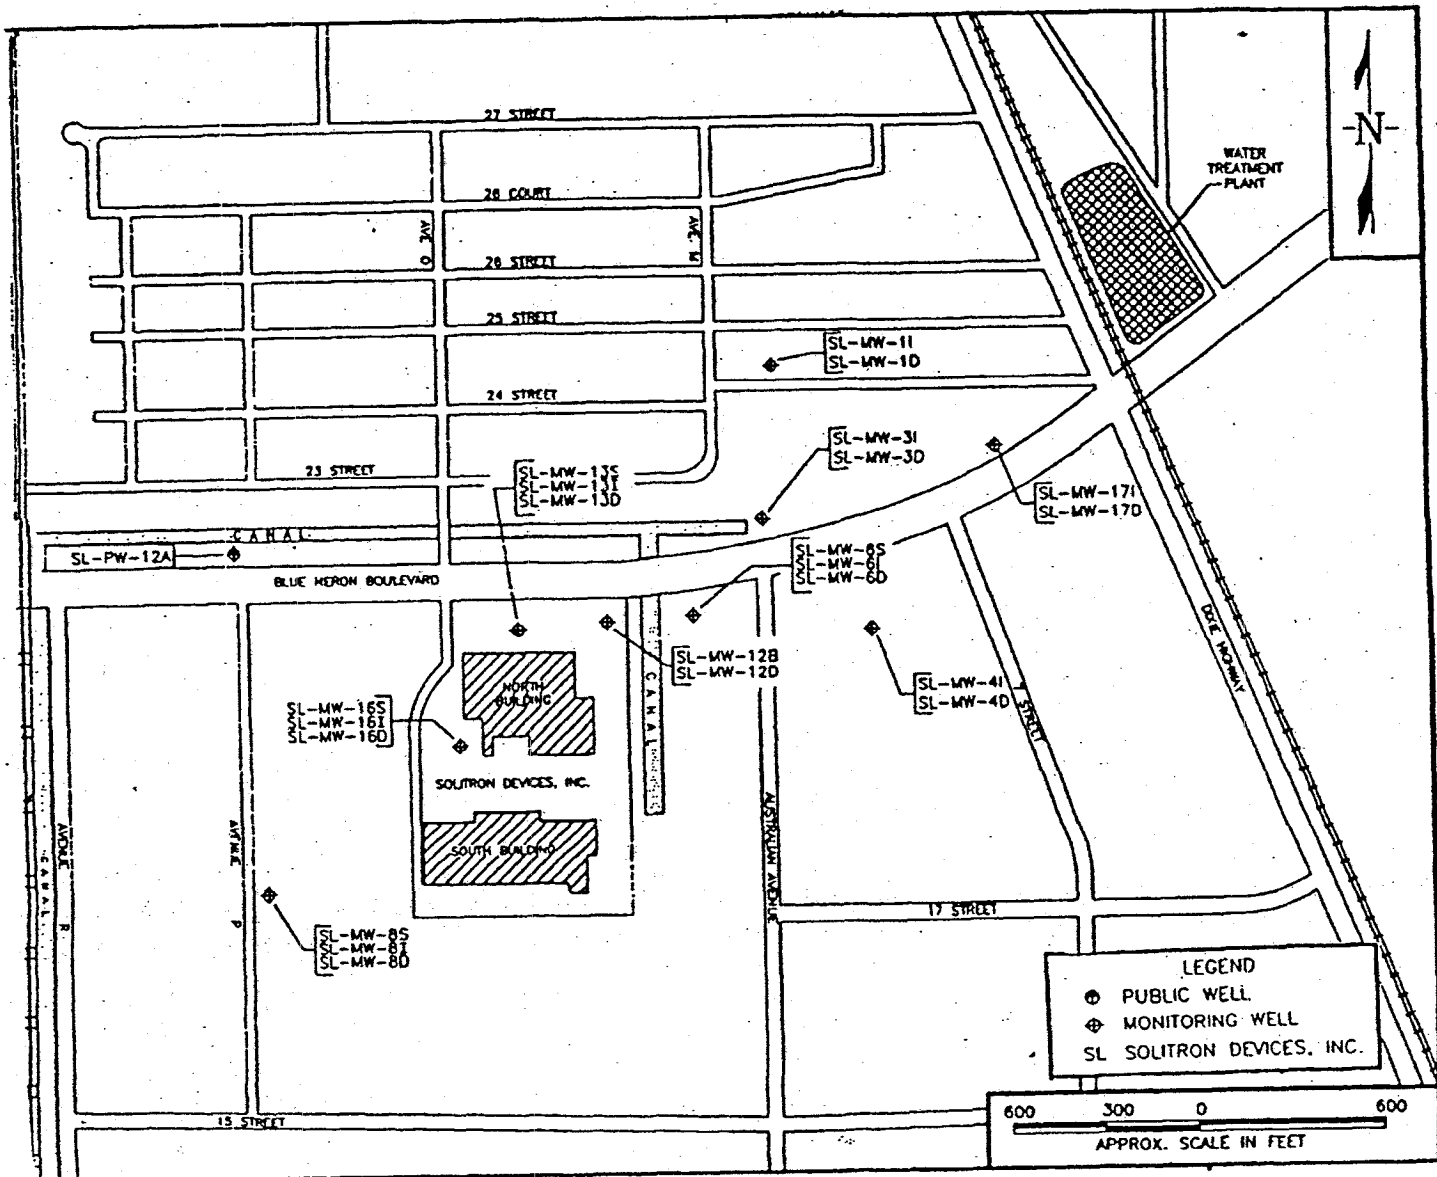 27 STREET
N
WATER
TREATMENT
PLANT
26 COURT
AVE O
AVE. M
26 STREET
25 STREET
SL-MW-1I
SL-MW-1D
24 STREET
SL-MW-3I
SL-MW-3D
23 STREET
SL-MW-13S
SL-MW-13I
SL-MW-13D
SL-MW-17I
SL-MW-17D
CANAL
SL-PW-12A
BLUE HERON BOULEVARD
SL-MW-6S
SL-MW-6I
SL-MW-6D
DIXIE HIGHWAY
SL-MW-12B
SL-MW-12D
CANAL
SL-MW-4I
SL-MW-4D
STREET
NORTH
BUILDING
SL-MW-16S
SL-MW-16I
SL-MW-16D
SOLITRON DEVICES, INC.
SOUTH BUILDING
AUSTRALIAN AVENUE
AVENUE R
CANAL
AVENUE P
17 STREET
SL-MW-8S
SL-MW-8I
SL-MW-8D
LEGEND
PUBLIC WELL
MONITORING WELL
SL SOLITRON DEVICES, INC.
15 STREET
600 300 0 600
APPROX. SCALE IN FEET